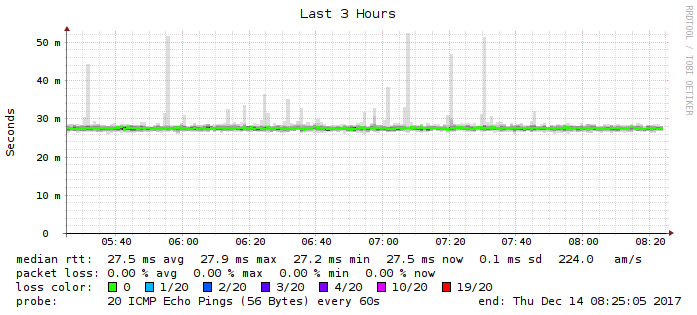 Last 3 Hours
RRDTOOL / TOBI OETIKER
Seconds
50 m
40 m
30 m
20 m
10 m
0
05:40 06:00 06:20 06:40 07:00 07:20 07:40 08:00 08:20
median rtt: 27.5 ms avg 27.9 ms max 27.2 ms min 27.5 ms now 0.1 ms sd 224.0 am/s
packet loss: 0.00 % avg 0.00 % max 0.00 % min 0.00 % now
loss color: 0 1/20 2/20 3/20 4/20 10/20 19/20
probe: 20 ICMP Echo Pings (56 Bytes) every 60s end: Thu Dec 14 08:25:05 2017